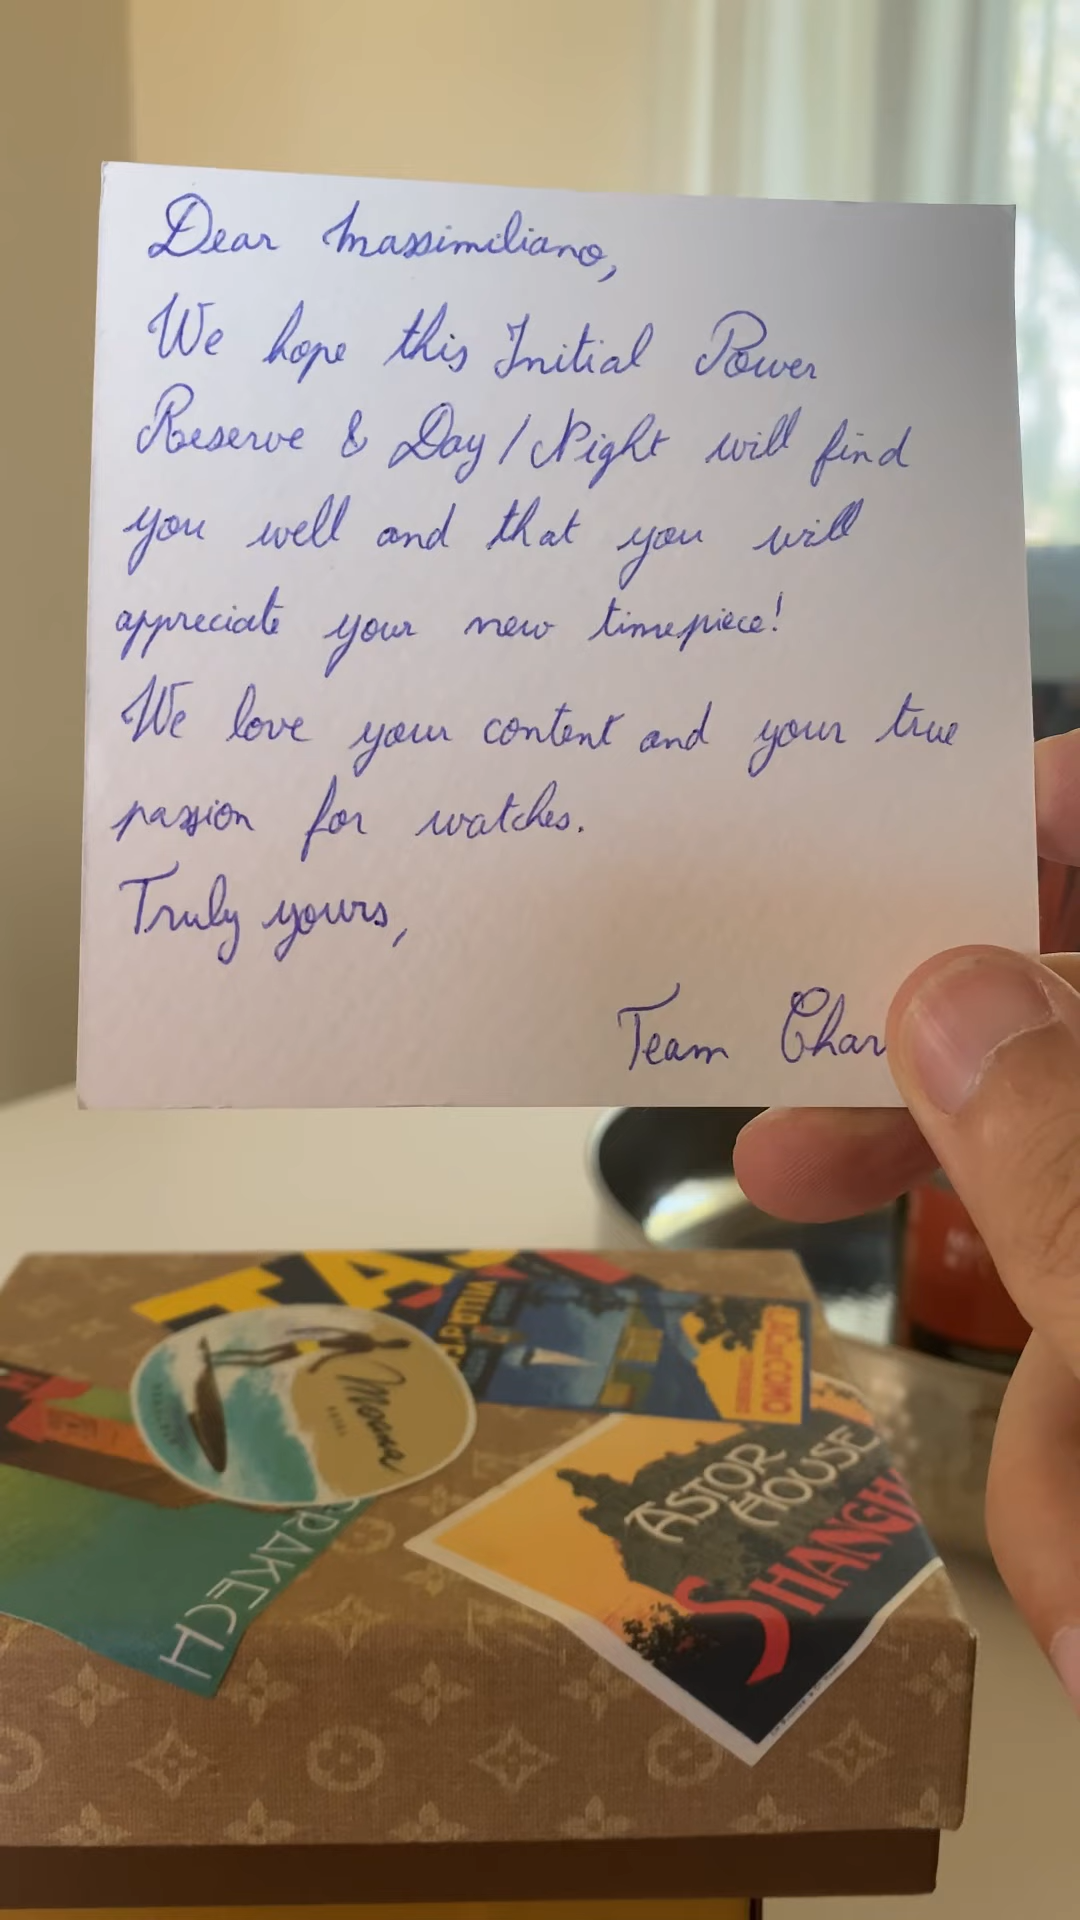 Dear Massimiliano,
We hope this Initial Power
Reserve & Day/Night will find
you well and that you will
appreciate your new timepiece!
We love your content and your true
passion for watches.
Truly yours,
Team Char
TAJ
Moana
ASTOR
HOUSE
SHANGH
RAKECH